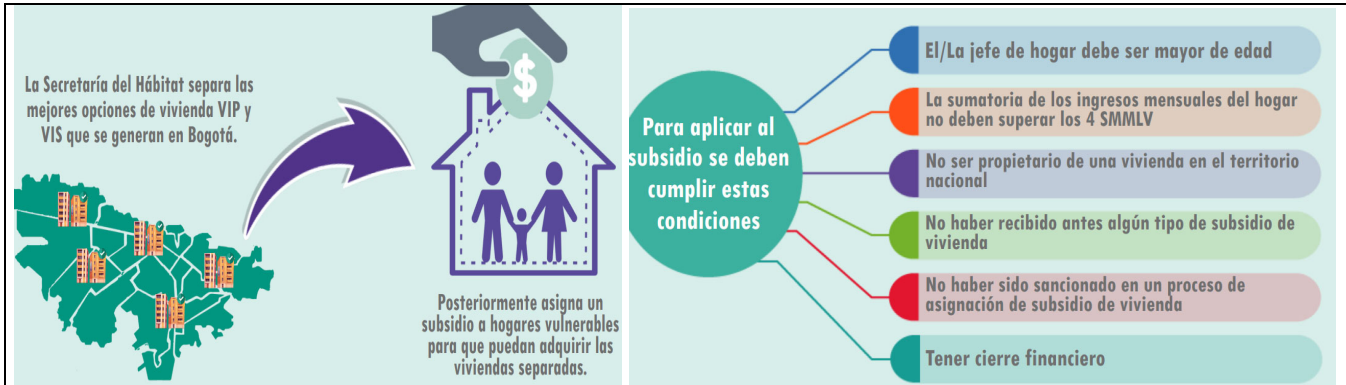 La Secretaría del Hábitat separa las
mejores opciones de vivienda VIP y
VIS que se generan en Bogotá.
$
Posteriormente asigna un
subsidio a hogares vulnerables
para que puedan adquirir las
viviendas separadas.
Para aplicar al
subsidio se deben
cumplir estas
condiciones
El/La jefe de hogar debe ser mayor de edad
La sumatoria de los ingresos mensuales del hogar
no deben superar los 4 SMMLV
No ser propietario de una vivienda en el territorio
nacional
No haber recibido antes algún tipo de subsidio de
vivienda
No haber sido sancionado en un proceso de
asignación de subsidio de vivienda
Tener cierre financiero